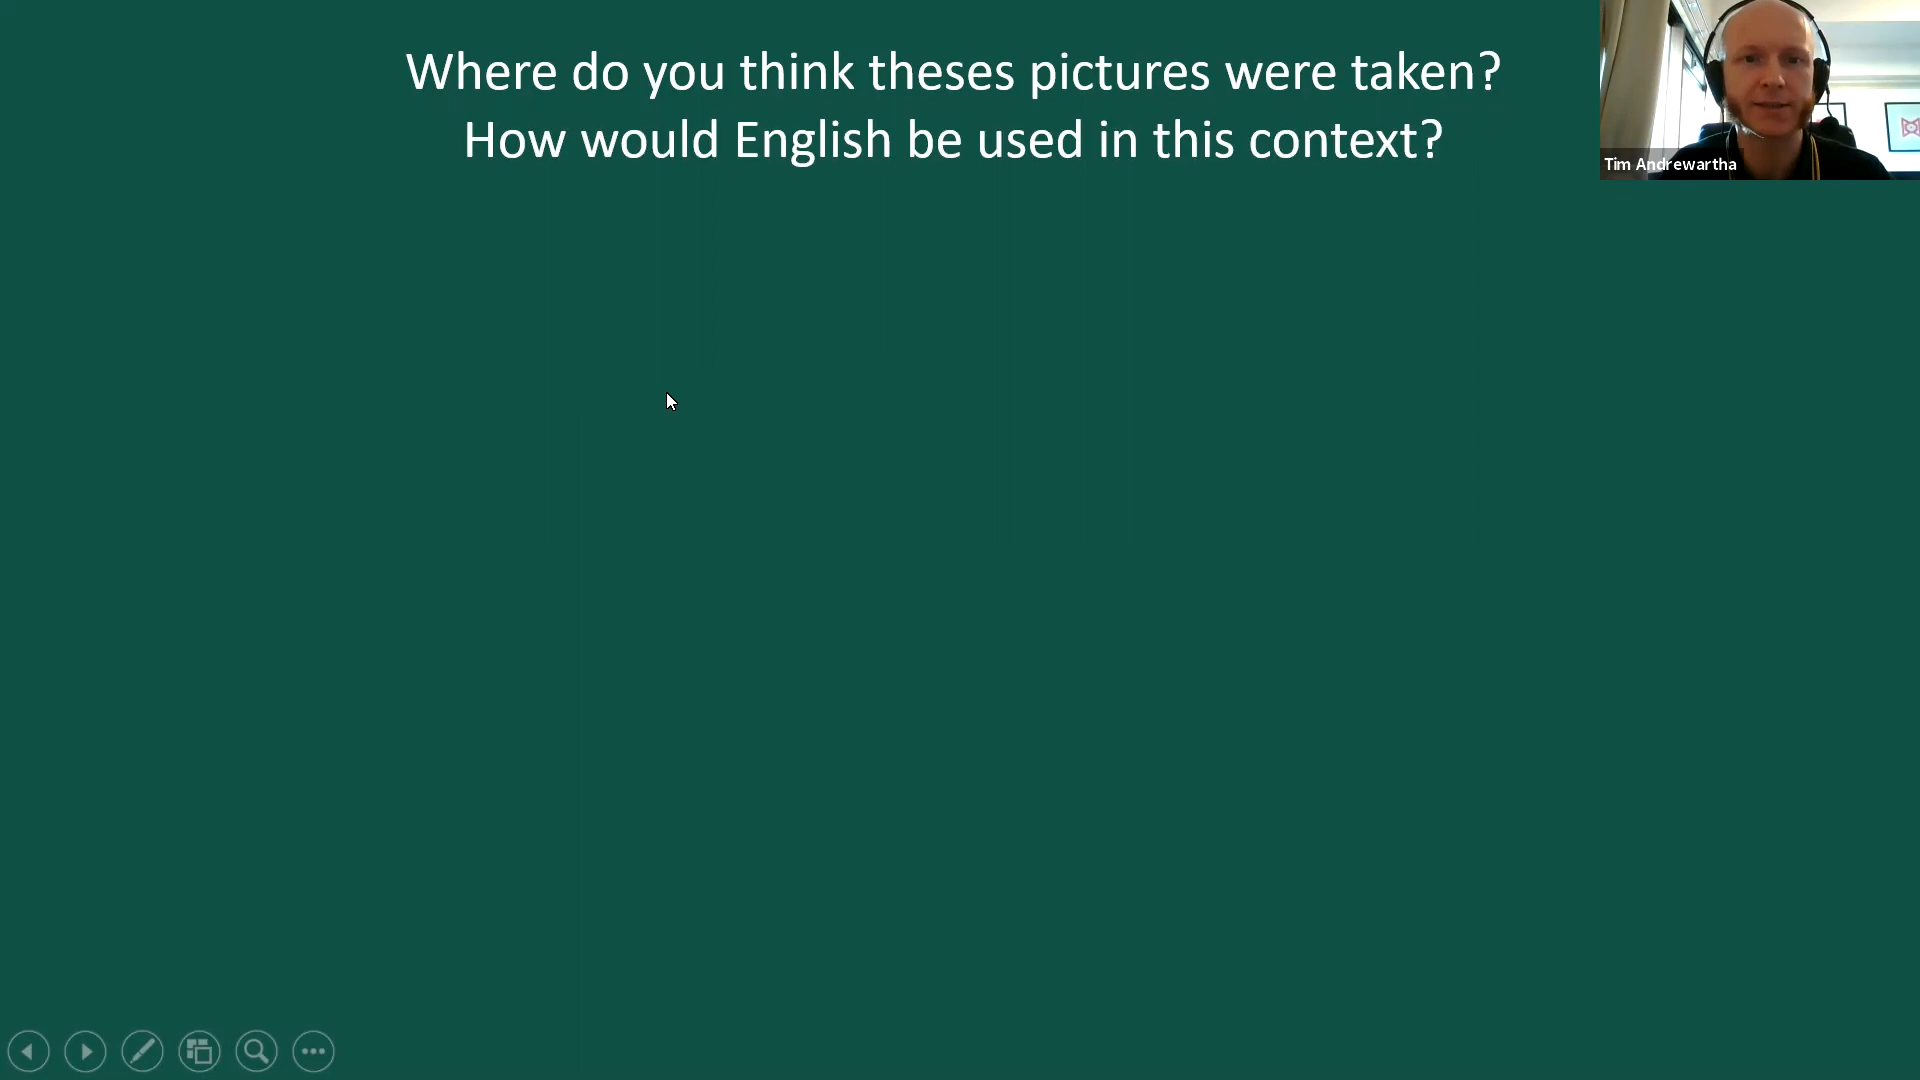 Where do you think theses pictures were taken?
How would English be used in this context?
Tim Andrewartha